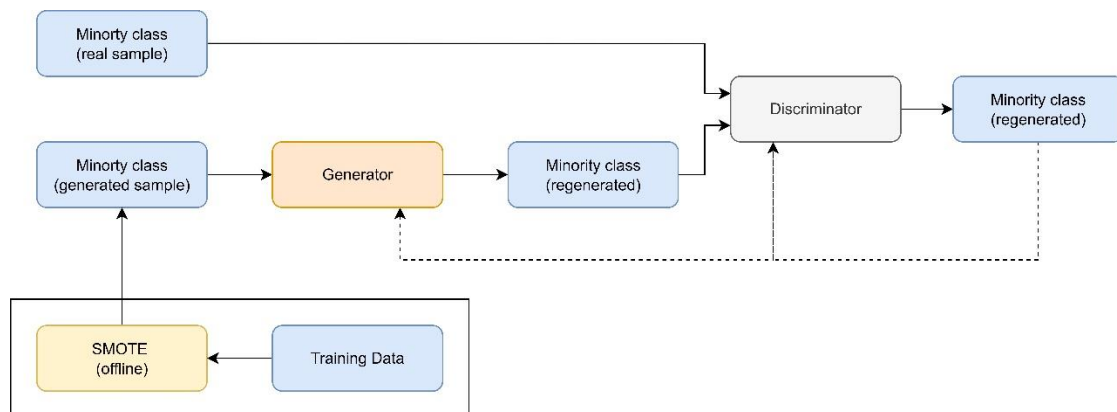 Minorty class
(real sample)
Discriminator
Minority class
(regenerated)
Minorty class
(generated sample)
Generator
Minority class
(regenerated)
SMOTE
(offline)
Training Data